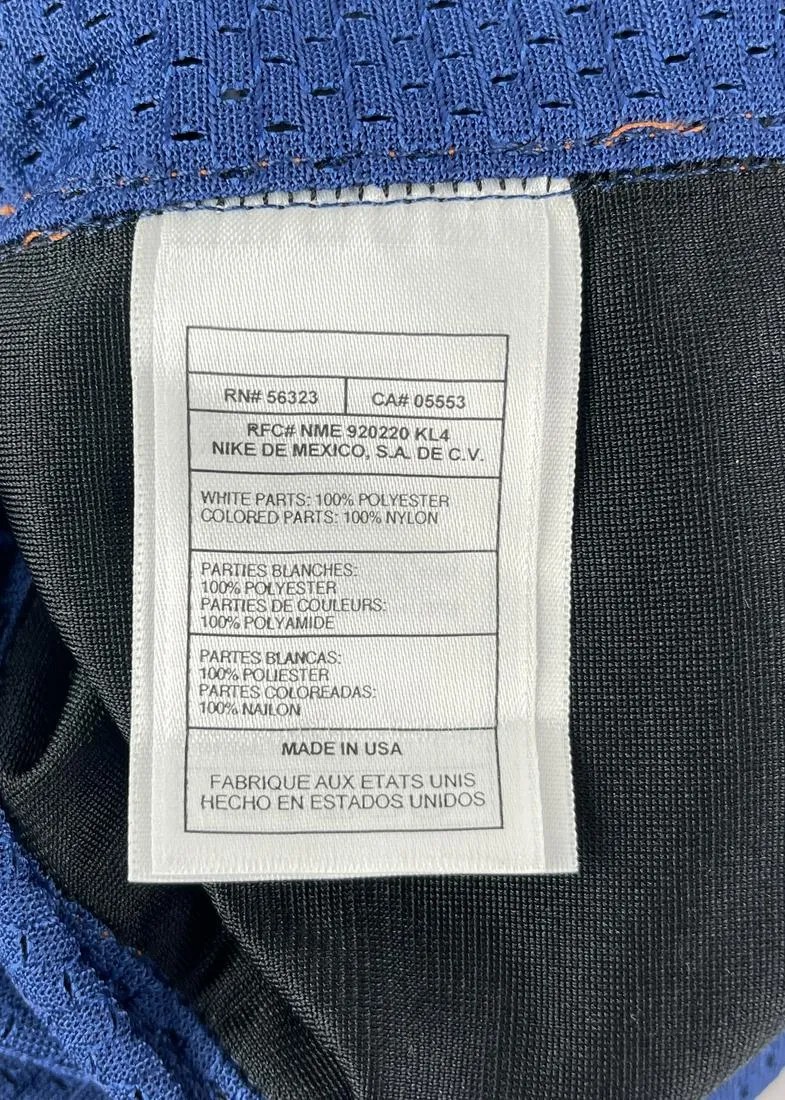 RN# 56323
CA# 05553
RFC# NME 920220 KL4
NIKE DE MEXICO, S.A. DE C.V.
WHITE PARTS: 100% POLYESTER
COLORED PARTS: 100% NYLON
PARTIES BLANCHES:
100% POLYESTER
PARTIES DE COULEURS:
100% POLYAMIDE
PARTES BLANCAS:
100% POLIESTER
PARTES COLOREADAS:
100% NAILON
MADE IN USA
FABRIQUE AUX ETATS UNIS
HECHO EN ESTADOS UNIDOS